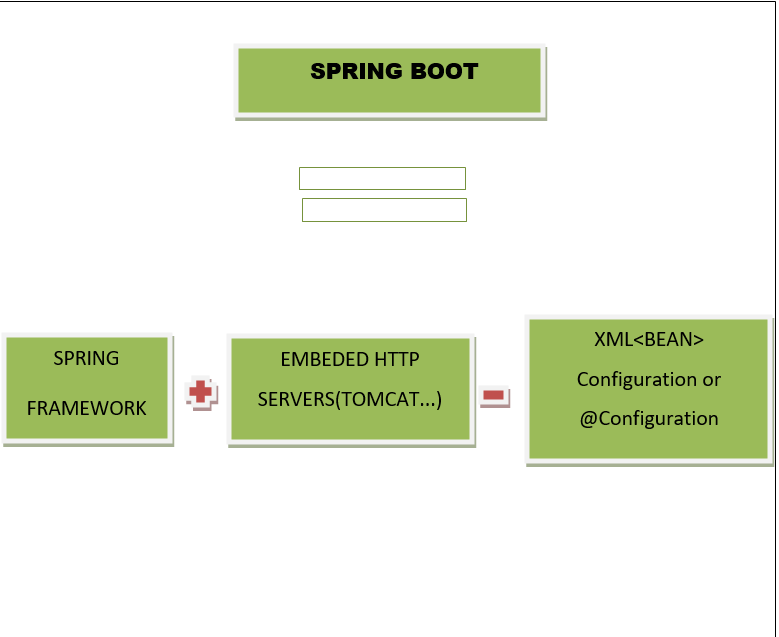 SPRING BOOT
SPRING
FRAMEWORK
EMBEDED HTTP
SERVERS(TOMCAT...)
XML<BEAN>
Configuration or
@Configuration